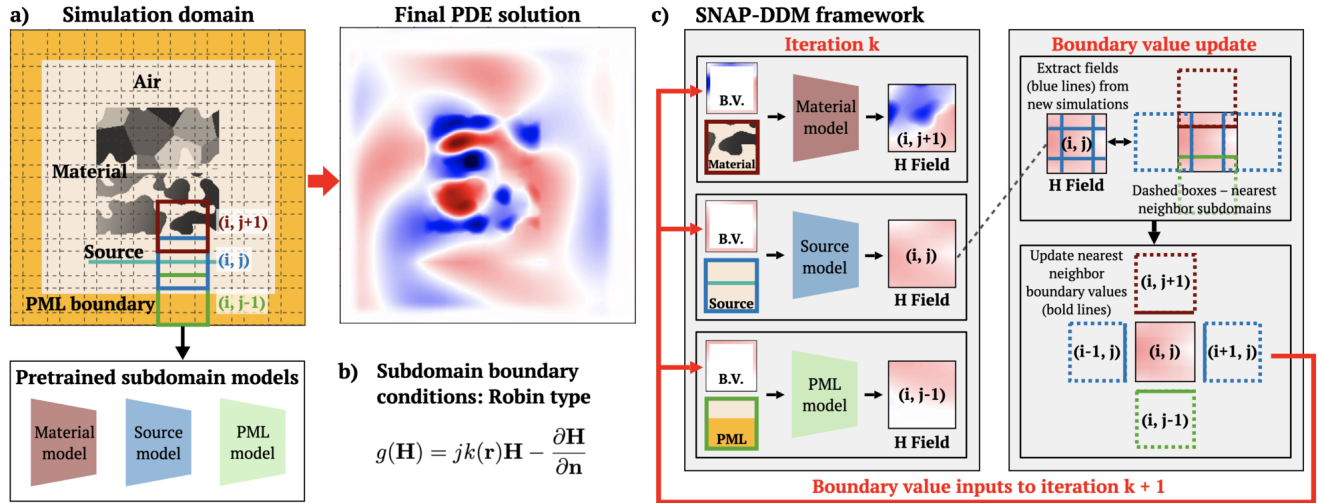 a) Simulation domain
Air
Material
(i, j+1)
Source
(i, j)
PML boundary
(i, j-1)
Final PDE solution
Pretrained subdomain models
Material
model
Source
model
PML
model
b) Subdomain boundary
conditions: Robin type
g(H) = jk(r)H − ∂H/∂n
c) SNAP-DDM framework
Iteration k
B.V.
Material
Material
model
(i, j+1)
H Field
B.V.
Source
Source
model
(i, j)
H Field
B.V.
PML
PML
model
(i, j-1)
H Field
Boundary value update
Extract fields
(blue lines) from
new simulations
(i, j)
H Field
Dashed boxes – nearest
neighbor subdomains
Update nearest
neighbor
boundary values
(bold lines)
(i, j+1)
(i-1, j)
(i, j)
(i+1, j)
(i, j-1)
Boundary value inputs to iteration k + 1